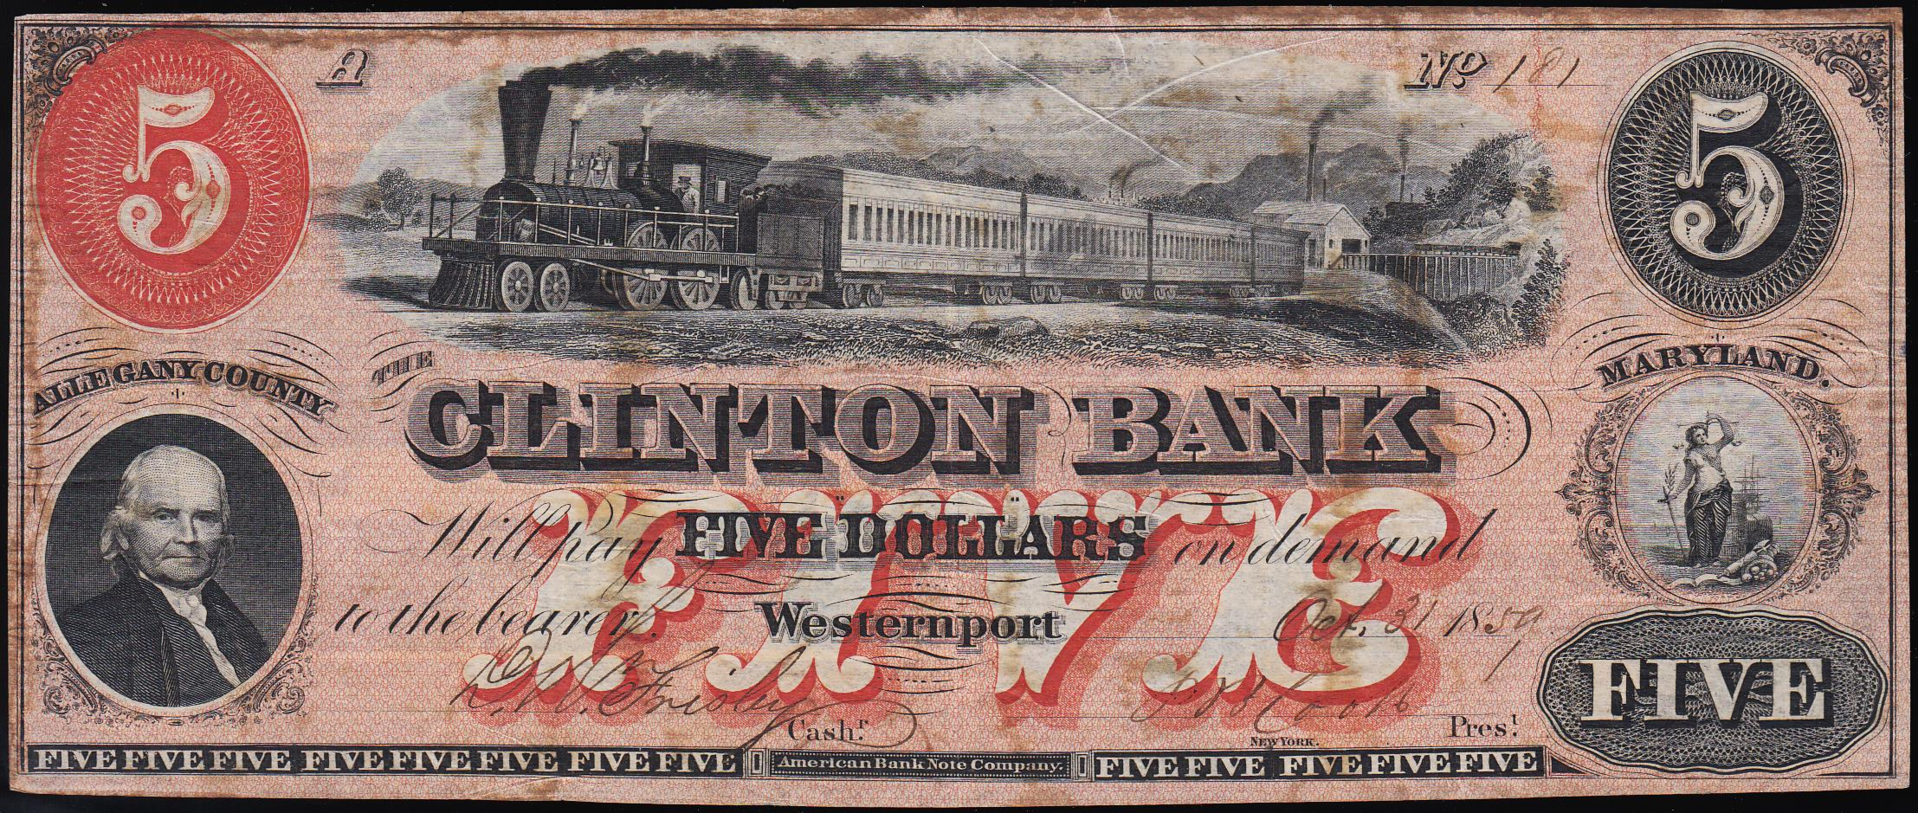 5
A
Nº 181
5
ALLEGANY COUNTY
THE
MARYLAND.
CLINTON BANK
FIVE
Will pay FIVE DOLLARS on demand
to the bearer. Westernport Oct. 31 1859
Cash.r
NEW YORK.
Pres.t
FIVE
FIVE FIVE FIVE FIVE FIVE FIVE FIVE FIVE
American Bank Note Company.
FIVE FIVE FIVE FIVE FIVE